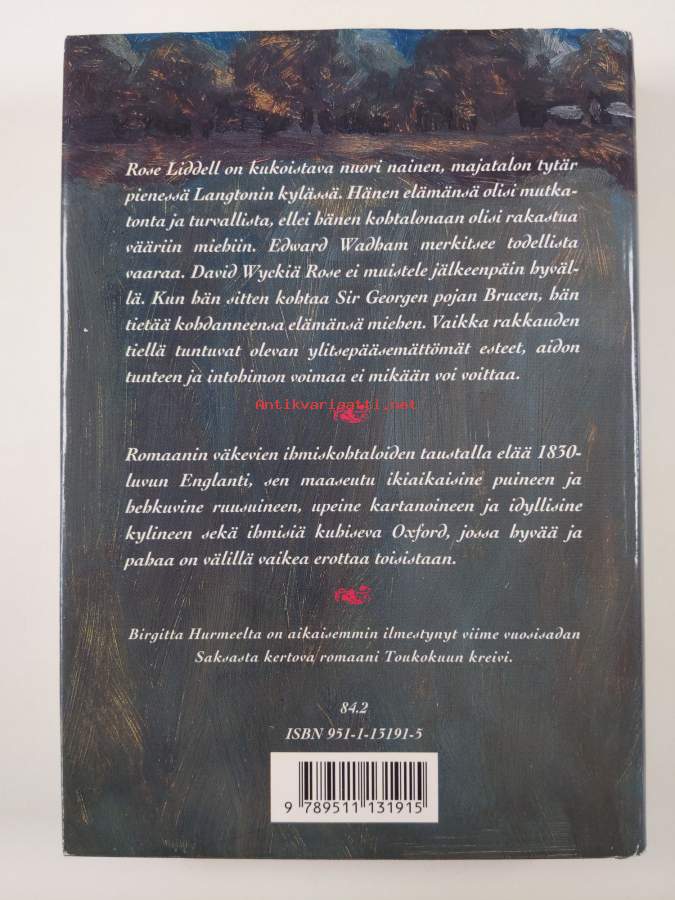 Rose Liddell on kukoistava nuori nainen, majatalon tytär
pienessä Langtonin kylässä. Hänen elämänsä olisi mutka-
tonta ja turvallista, ellei hänen kohtalonaan olisi rakastua
vääriin miehiin. Edward Wadham merkitsee todellista
vaaraa. David Wyckiä Rose ei muistele jälkeenpäin hyväl-
lä. Kun hän sitten kohtaa Sir Georgen pojan Brucen, hän
tietää kohdanneensa elämänsä miehen. Vaikka rakkauden
tiellä tuntuvat olevan ylitsepääsemättömät esteet, aidon
tunteen ja intohimon voimaa ei mikään voi voittaa.
Antikvariaatti.net
Romaanin väkevien ihmiskohtaloiden taustalla elää 1830-
luvun Englanti, sen maaseutu ikiaikaisine puineen ja
hehkuvine ruusuineen, upeine kartanoineen ja idyllisine
kylineen sekä ihmisiä kuhiseva Oxford, jossa hyvää ja
pahaa on välillä vaikea erottaa toisistaan.
Birgitta Hurmeelta on aikaisemmin ilmestynyt viime vuosisadan
Saksasta kertova romaani Toukokuun kreivi.
84.2
ISBN 951-1-13191-5
9 789511 131915